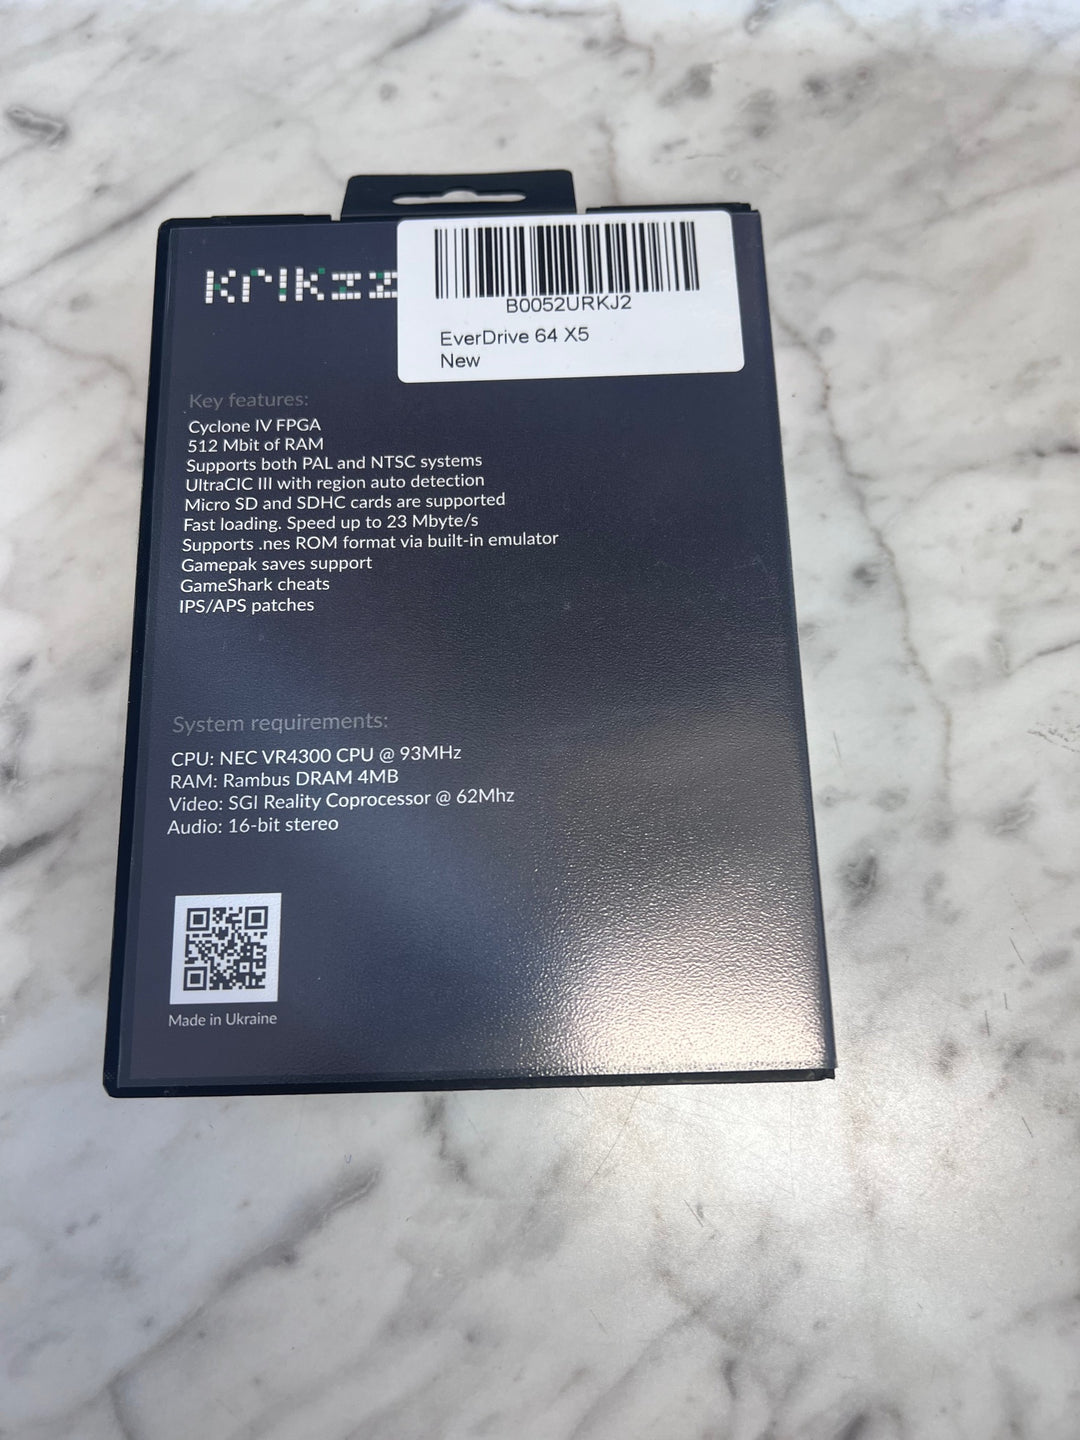 krikzz
B0052URKJ2
EverDrive 64 X5
New
Key features:
Cyclone IV FPGA
512 Mbit of RAM
Supports both PAL and NTSC systems
UltraCIC III with region auto detection
Micro SD and SDHC cards are supported
Fast loading. Speed up to 23 Mbyte/s
Supports .nes ROM format via built-in emulator
Gamepak saves support
GameShark cheats
IPS/APS patches
System requirements:
CPU: NEC VR4300 CPU @ 93MHz
RAM: Rambus DRAM 4MB
Video: SGI Reality Coprocessor @ 62Mhz
Audio: 16-bit stereo
Made in Ukraine